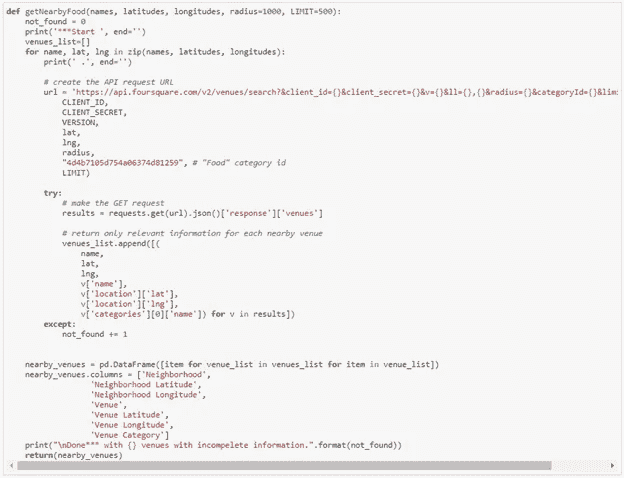 def getNearbyFood(names, latitudes, longitudes, radius=1000, LIMIT=500):
    not_found = 0
    print('***Start ', end='')
    venues_list=[]
    for name, lat, lng in zip(names, latitudes, longitudes):
        print(' .', end='')

        # create the API request URL
        url = 'https://api.foursquare.com/v2/venues/search?&client_id={}&client_secret={}&v={}&ll={},{}&radius={}&categoryId={}&lim
            CLIENT_ID,
            CLIENT_SECRET,
            VERSION,
            lat,
            lng,
            radius,
            "4d4b7105d754a06374d81259", # "Food" category id
            LIMIT)

        try:
            # make the GET request
            results = requests.get(url).json()['response']['venues']

            # return only relevant information for each nearby venue
            venues_list.append([(
                name,
                lat,
                lng,
                v['name'],
                v['location']['lat'],
                v['location']['lng'],
                v['categories'][0]['name']) for v in results])
        except:
            not_found += 1

    nearby_venues = pd.DataFrame([item for venue_list in venues_list for item in venue_list])
    nearby_venues.columns = ['Neighborhood',
                  'Neighborhood Latitude',
                  'Neighborhood Longitude',
                  'Venue',
                  'Venue Latitude',
                  'Venue Longitude',
                  'Venue Category']
    print("\nDone*** with {} venues with incompelete information.".format(not_found))
    return(nearby_venues)